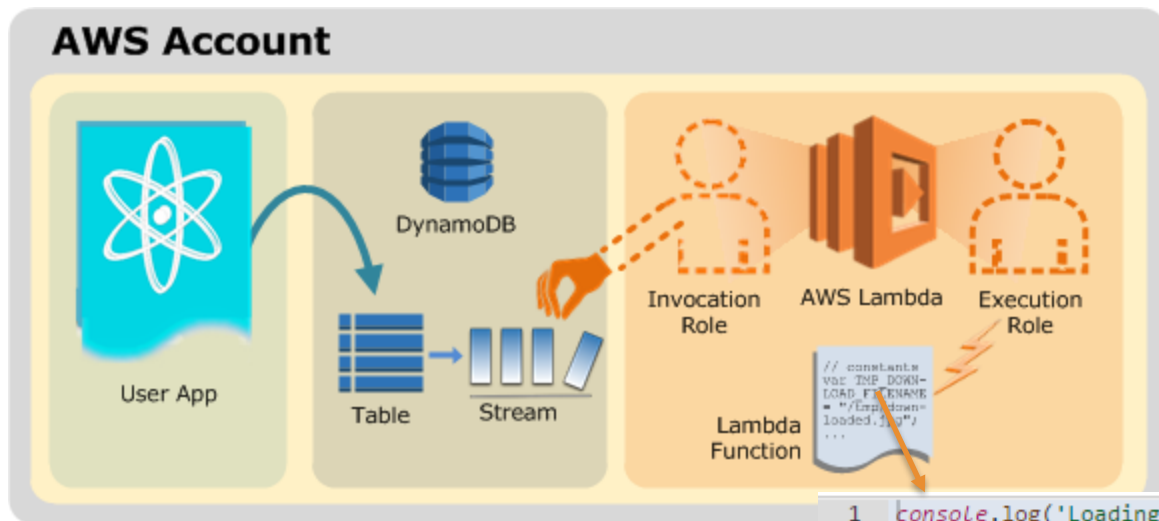 AWS Account
User App
DynamoDB
Table
Stream
Invocation
Role
AWS Lambda
Execution
Role
Lambda
Function
// constants
var TMP_DOWN-
LOAD_FILENAME
= "/tmp/down-
loaded.jpg";
...
1 console.log('Loading